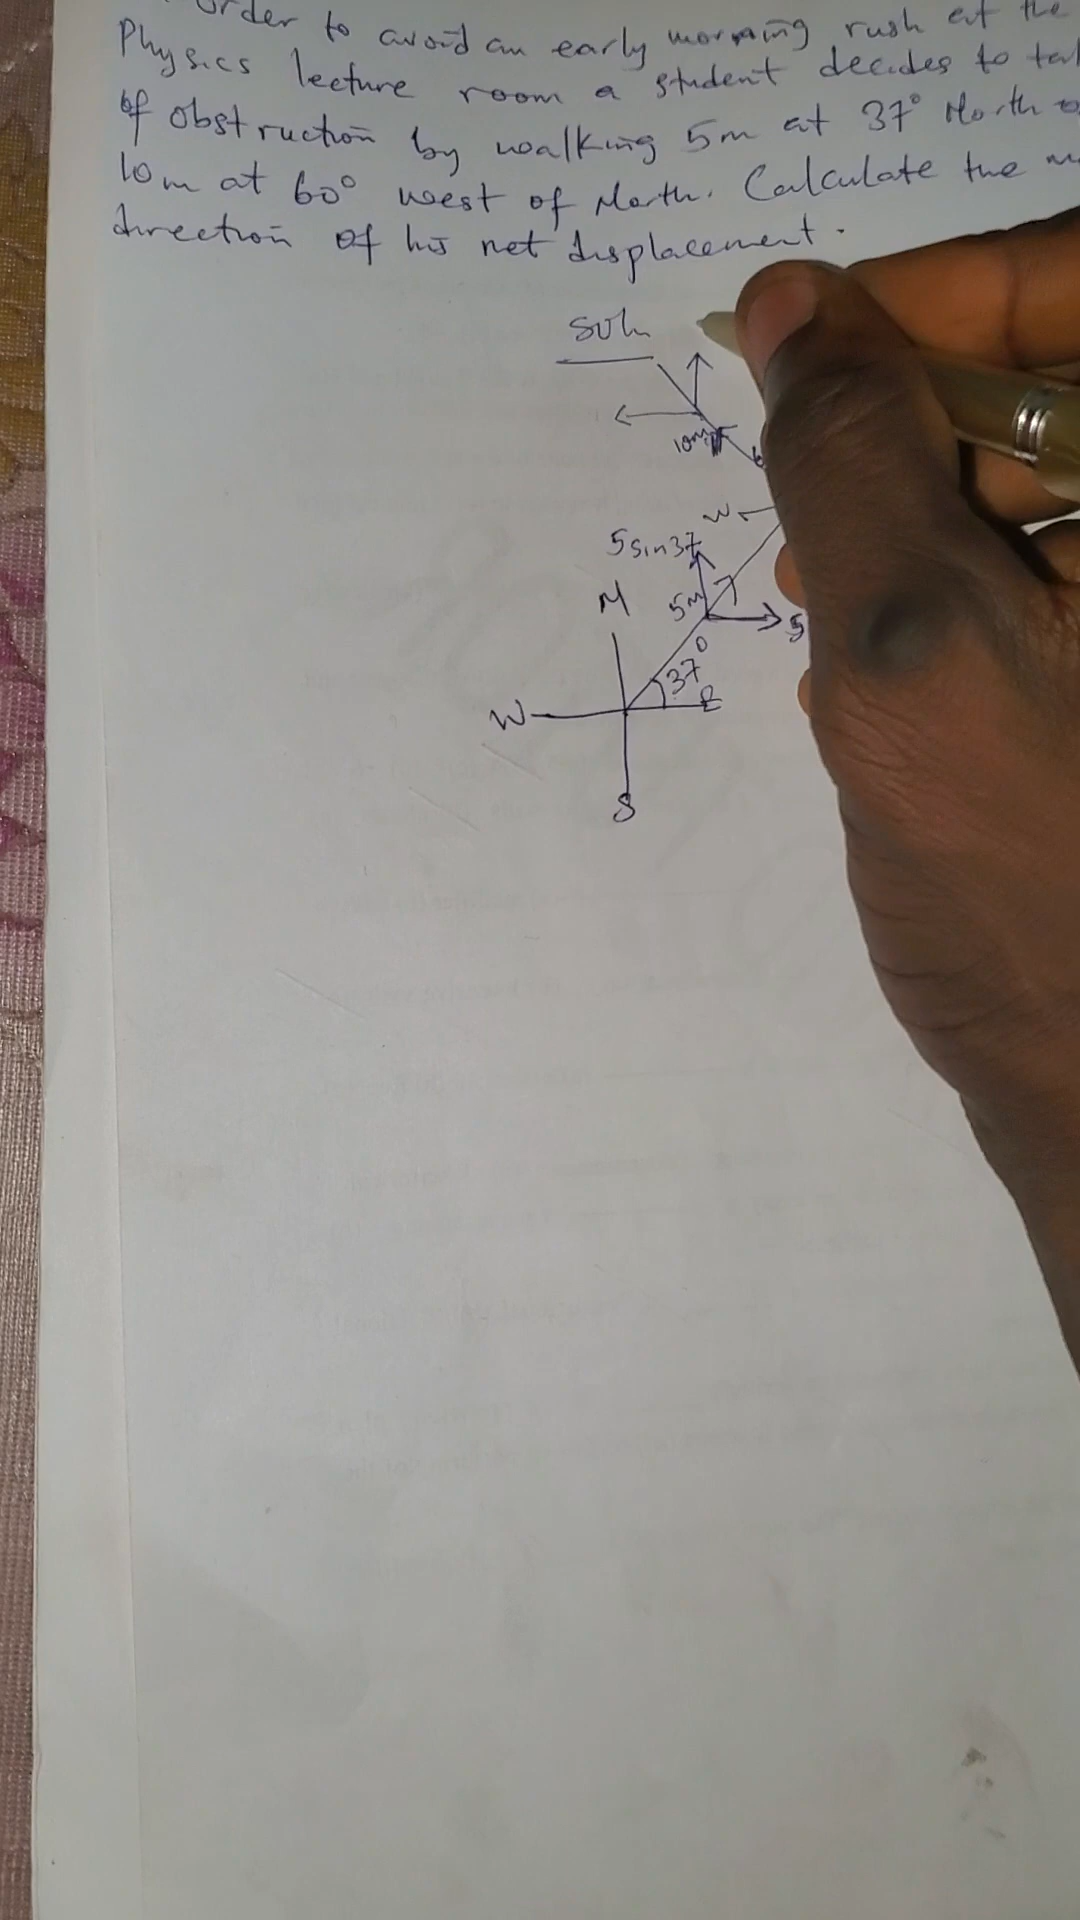 Order to avoid an early morning rush at the
Physics lecture room a student decides to
of obstruction by walking 5m at 37° North
10m at 60° west of North. Calculate the
direction of his net displacement.
Soln
10m
W
5sin37
N
5m
5
37°
W
E
S